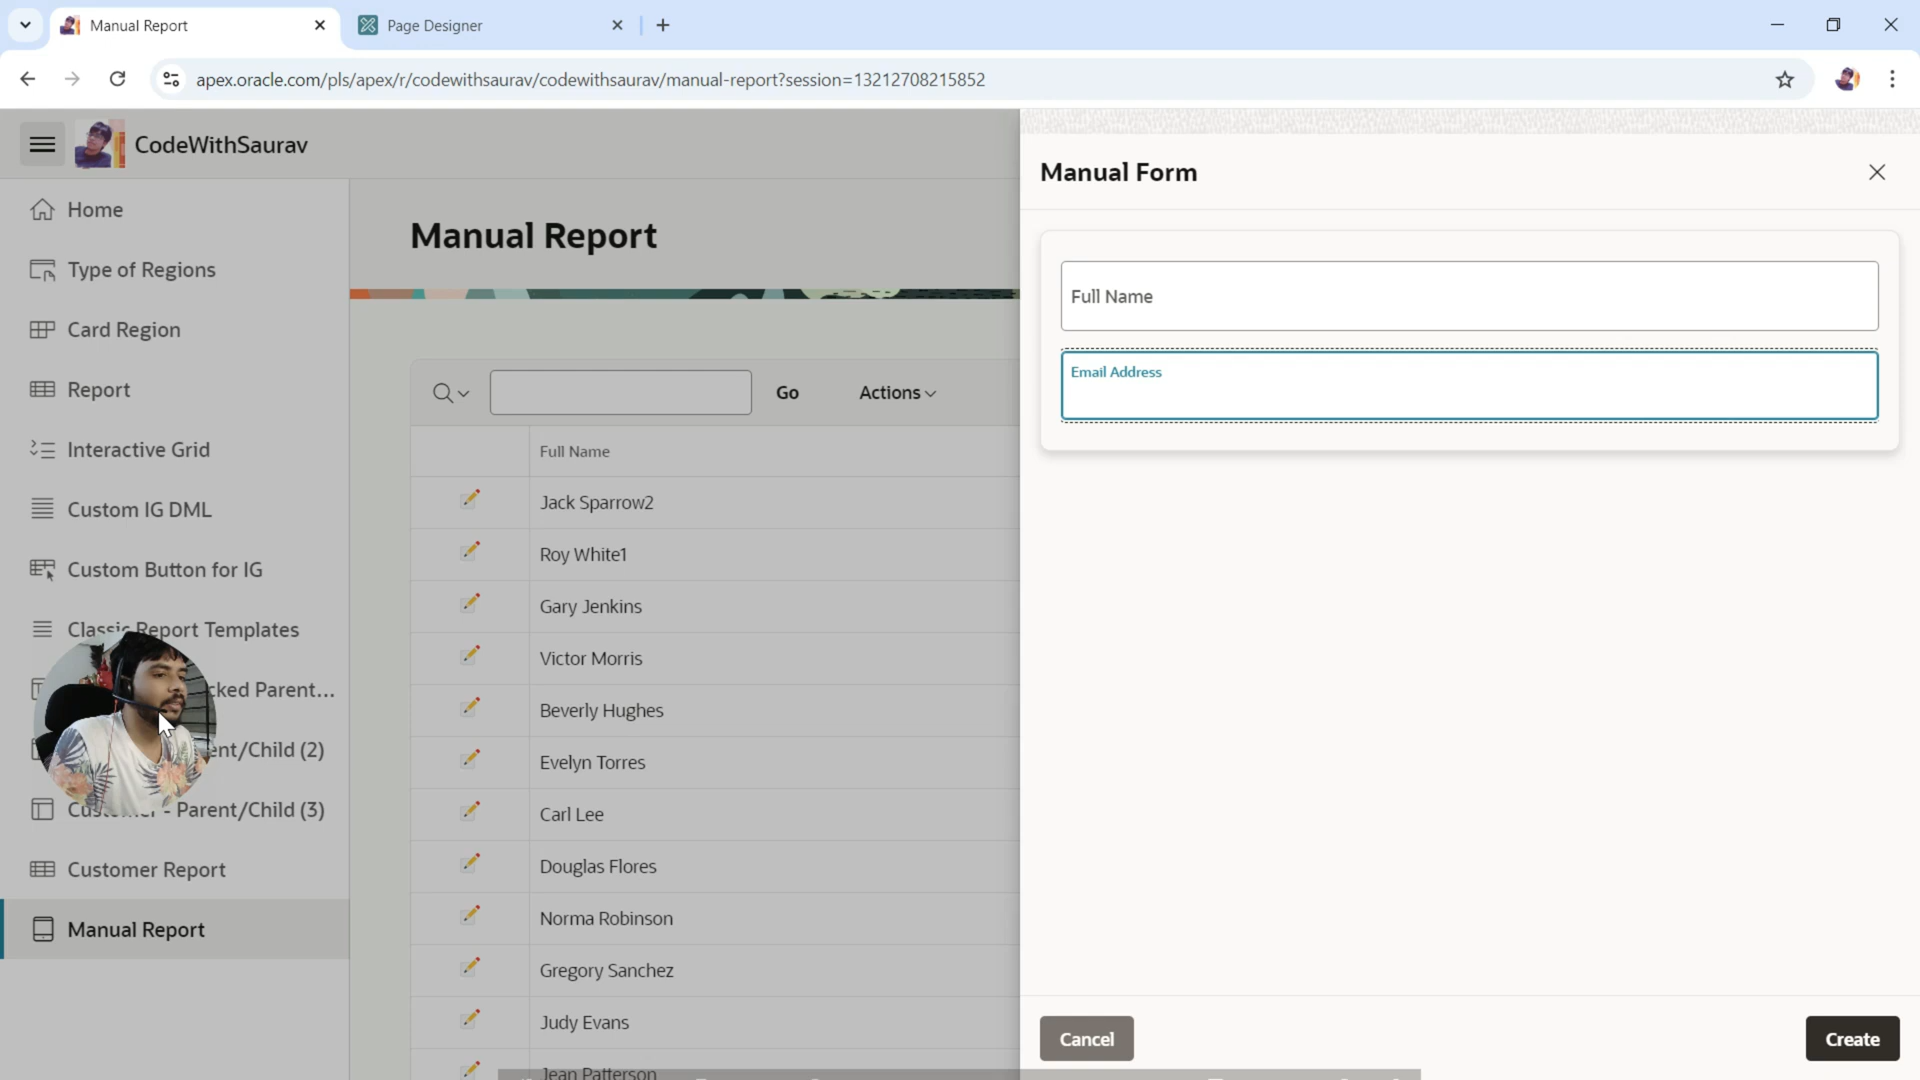 Manual Report
Page Designer
apex.oracle.com/pls/apex/r/codewithsaurav/codewithsaurav/manual-report?session=13212708215852
CodeWithSaurav
Home
Type of Regions
Card Region
Report
Interactive Grid
Custom IG DML
Custom Button for IG
Classic Report Templates
cked Parent...
ent/Child (2)
Customer - Parent/Child (3)
Customer Report
Manual Report
Manual Report
Go
Actions
Full Name
Jack Sparrow2
Roy White1
Gary Jenkins
Victor Morris
Beverly Hughes
Evelyn Torres
Carl Lee
Douglas Flores
Norma Robinson
Gregory Sanchez
Judy Evans
Jean Patterson
Manual Form
Full Name
Email Address
Cancel
Create